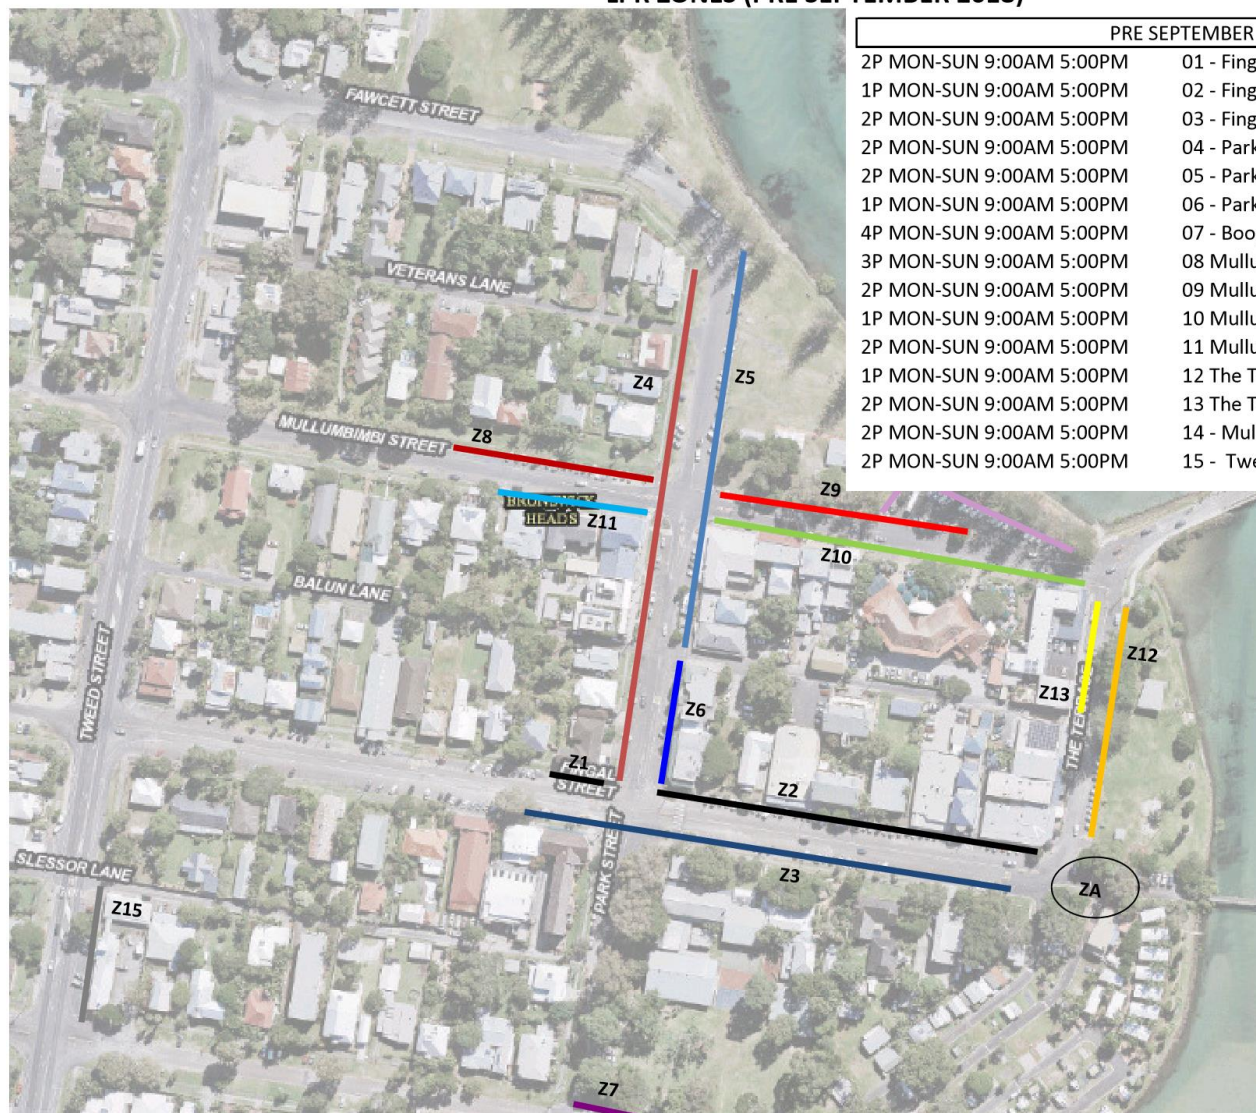 PRE SEPTEMBER
2P MON-SUN 9:00AM 5:00PM 01 - Fing
1P MON-SUN 9:00AM 5:00PM 02 - Fing
2P MON-SUN 9:00AM 5:00PM 03 - Fing
2P MON-SUN 9:00AM 5:00PM 04 - Park
2P MON-SUN 9:00AM 5:00PM 05 - Park
1P MON-SUN 9:00AM 5:00PM 06 - Park
4P MON-SUN 9:00AM 5:00PM 07 - Boo
3P MON-SUN 9:00AM 5:00PM 08 Mullu
2P MON-SUN 9:00AM 5:00PM 09 Mullu
1P MON-SUN 9:00AM 5:00PM 10 Mullu
2P MON-SUN 9:00AM 5:00PM 11 Mullu
1P MON-SUN 9:00AM 5:00PM 12 The T
2P MON-SUN 9:00AM 5:00PM 13 The T
2P MON-SUN 9:00AM 5:00PM 14 - Mul
2P MON-SUN 9:00AM 5:00PM 15 - Twe
FAWCETT STREET
VETERANS LANE
Z4
Z5
MULLUMBIMBI STREET
Z8
Z9
HEADS
Z11
Z10
BALUN LANE
TWEED STREET
Z12
Z13
Z6
Z1
STREET
Z2
PARK STREET
SLESSOR LANE
Z3
ZA
Z15
Z7